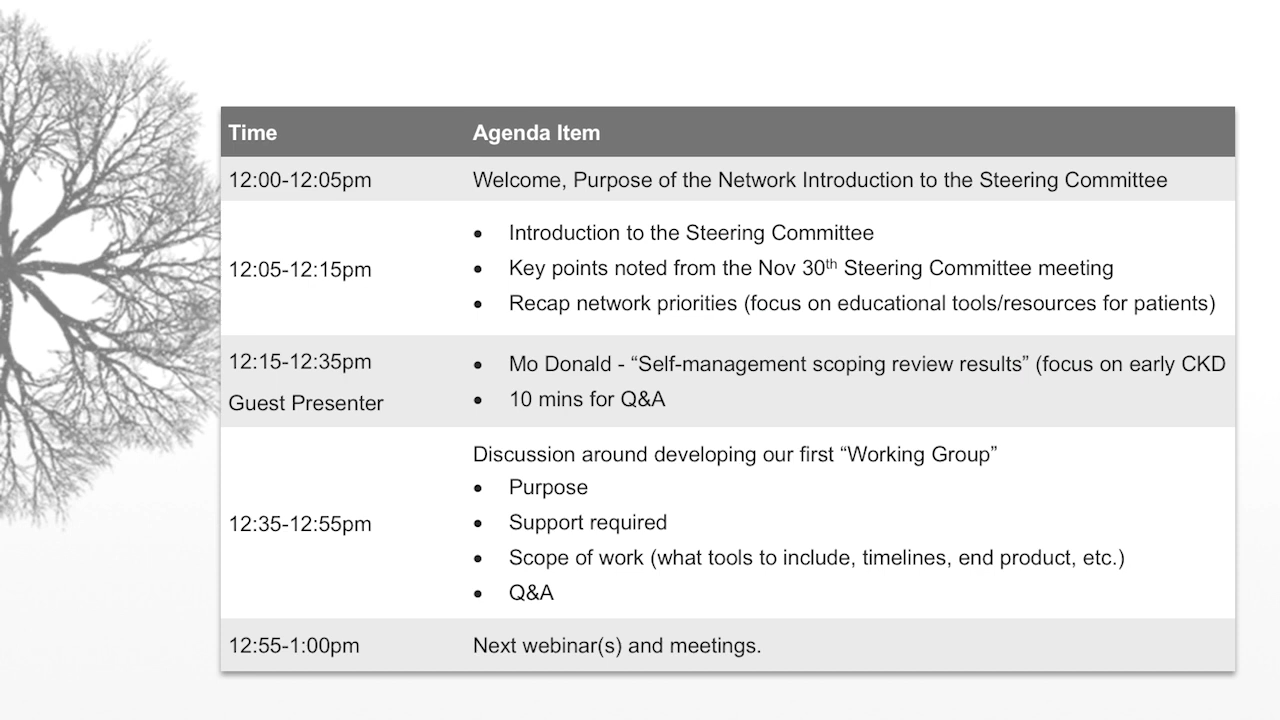 Time Agenda Item
12:00-12:05pm Welcome, Purpose of the Network Introduction to the Steering Committee
12:05-12:15pm
• Introduction to the Steering Committee
• Key points noted from the Nov 30th Steering Committee meeting
• Recap network priorities (focus on educational tools/resources for patients)
12:15-12:35pm
Guest Presenter
• Mo Donald - “Self-management scoping review results” (focus on early CKD
• 10 mins for Q&A
12:35-12:55pm
Discussion around developing our first “Working Group”
• Purpose
• Support required
• Scope of work (what tools to include, timelines, end product, etc.)
• Q&A
12:55-1:00pm Next webinar(s) and meetings.